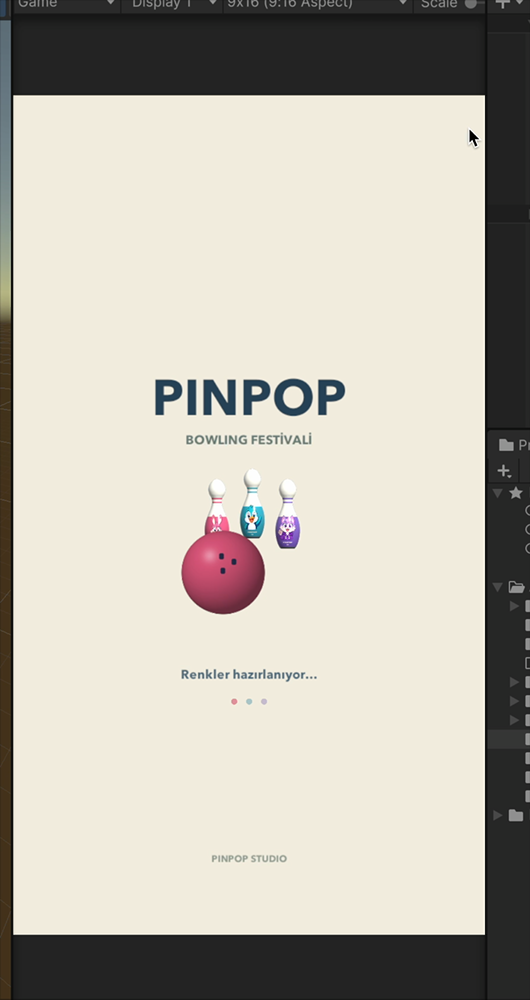 Game
Display 1
9x16 (9:16 Aspect)
Scale
PINPOP
BOWLING FESTİVALİ
Renkler hazırlanıyor...
PINPOP STUDIO